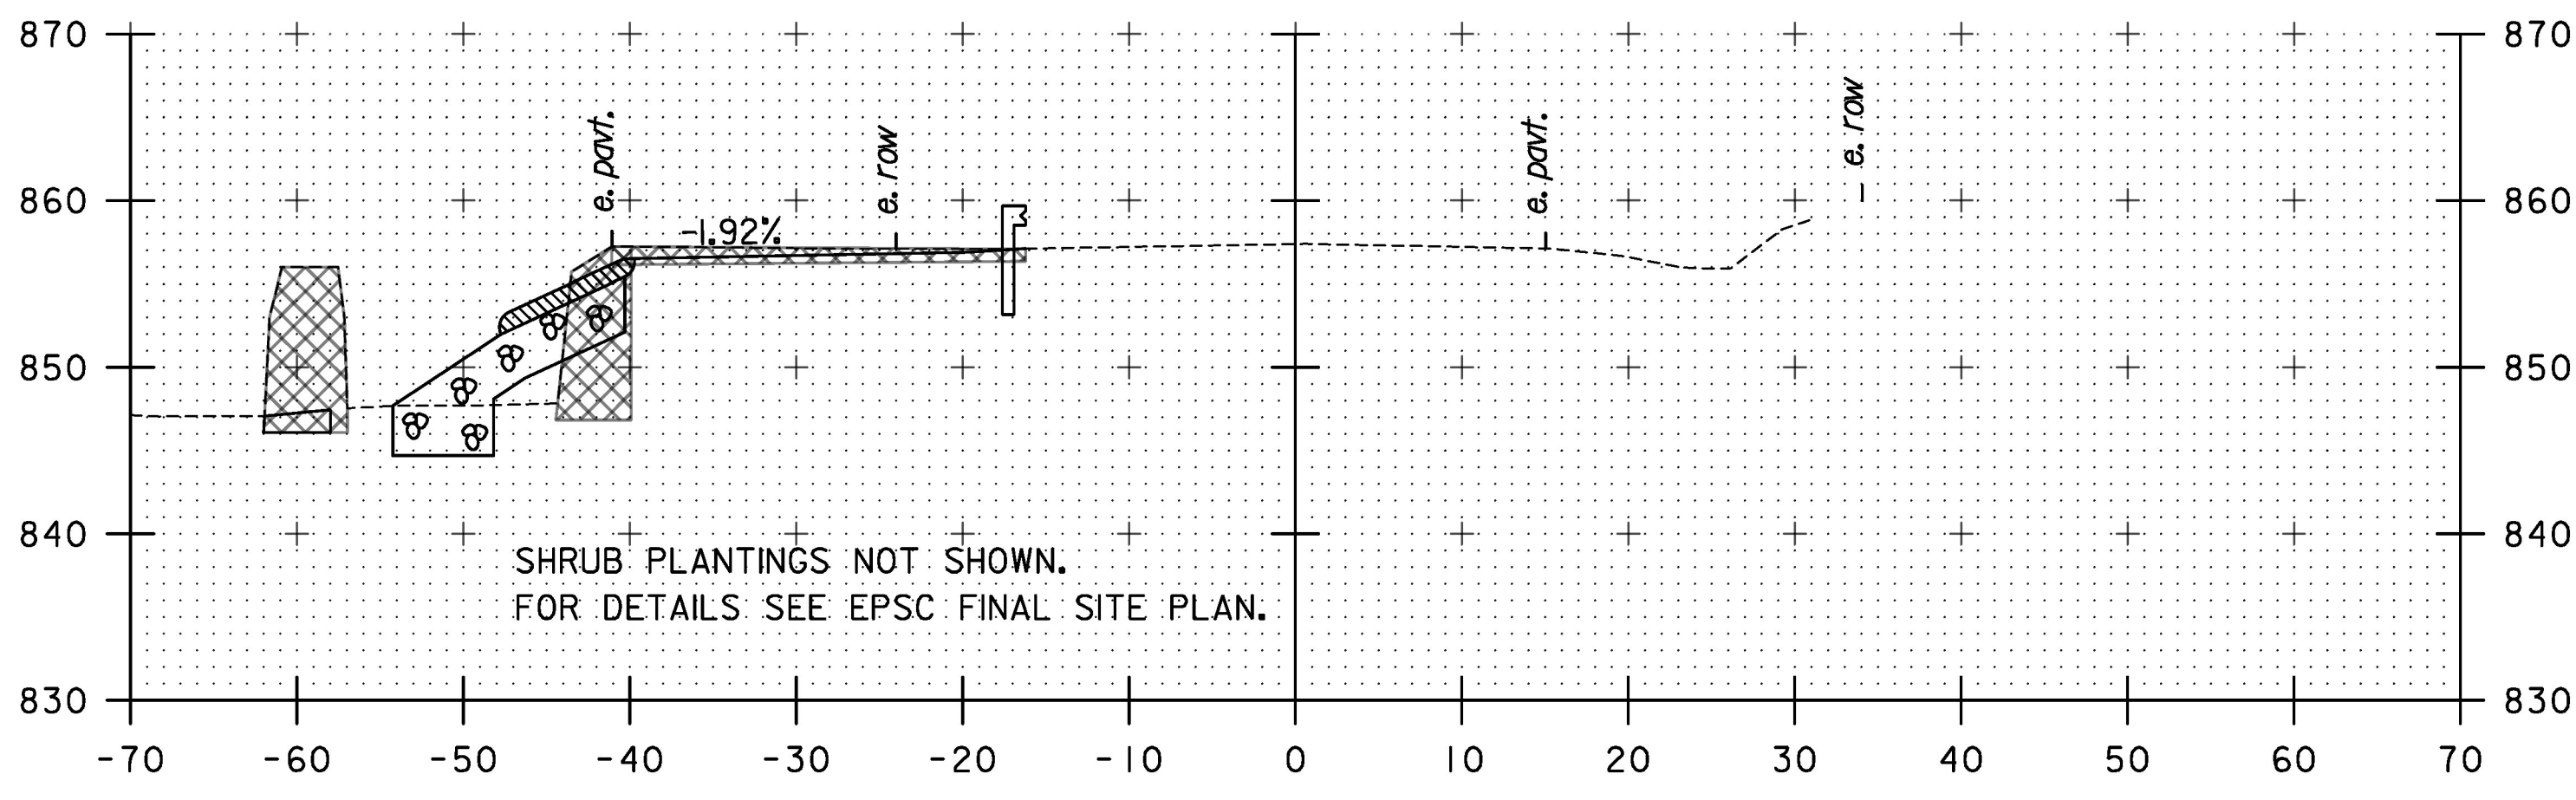 870 870
e. pavt. e. row e. pavt. e. row
860 860
-1.92%
850 850
840 840
SHRUB PLANTINGS NOT SHOWN.
FOR DETAILS SEE EPSC FINAL SITE PLAN.
830 830
-70 -60 -50 -40 -30 -20 -10 0 10 20 30 40 50 60 70